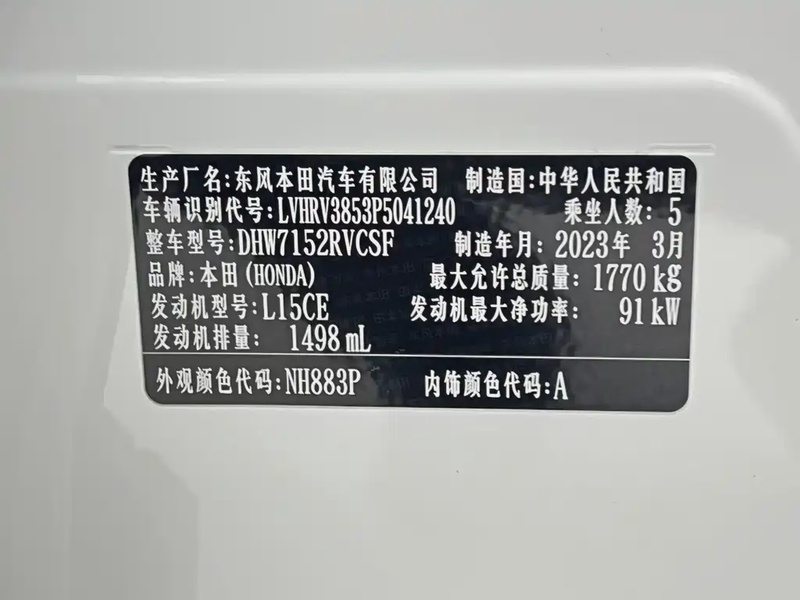 生产厂名:东风本田汽车有限公司 制造国:中华人民共和国
车辆识别代号:LVHRV3853P5041240 乘坐人数: 5
整车型号:DHW7152RVCSF 制造年月: 2023年 3月
品牌:本田(HONDA) 最大允许总质量: 1770 kg
发动机型号:L15CE 发动机最大净功率: 91 kW
发动机排量: 1498 mL
外观颜色代码:NH883P 内饰颜色代码:A